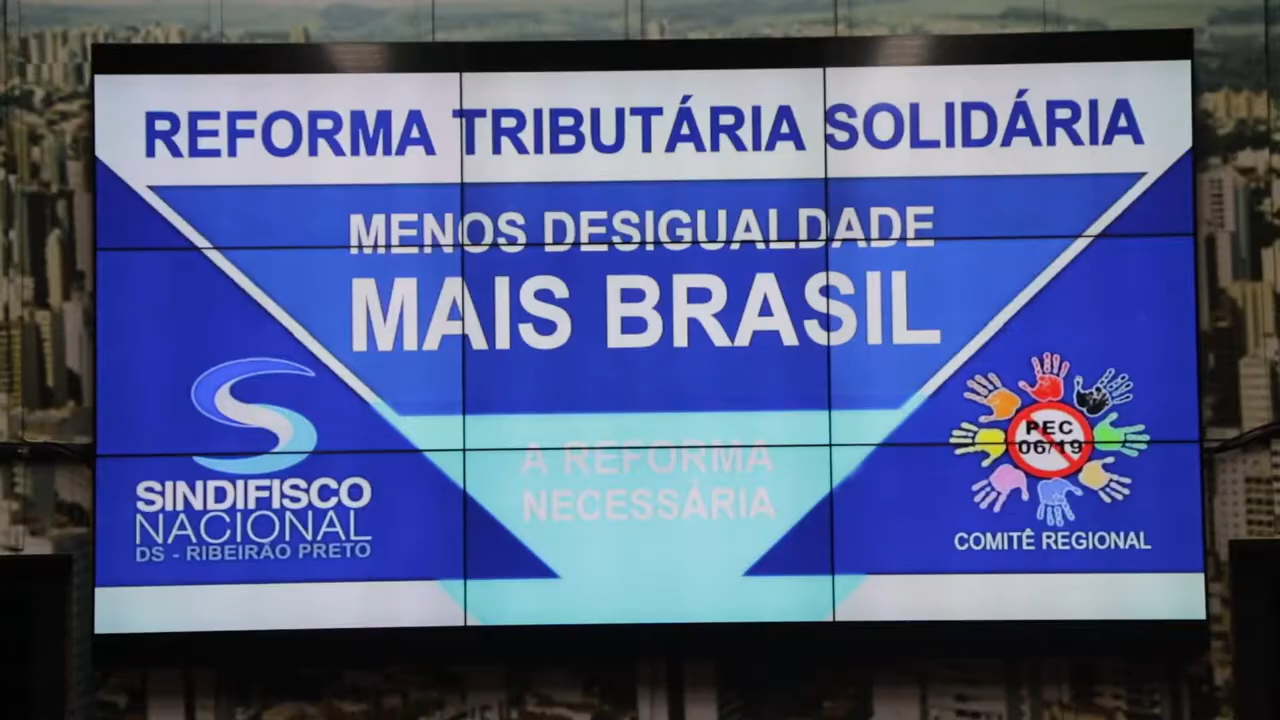 REFORMA TRIBUTÁRIA SOLIDÁRIA
MENOS DESIGUALDADE
MAIS BRASIL
A REFORMA
NECESSÁRIA
SINDIFISCO
NACIONAL
DS - RIBEIRÃO PRETO
PEC
06/19
COMITÊ REGIONAL